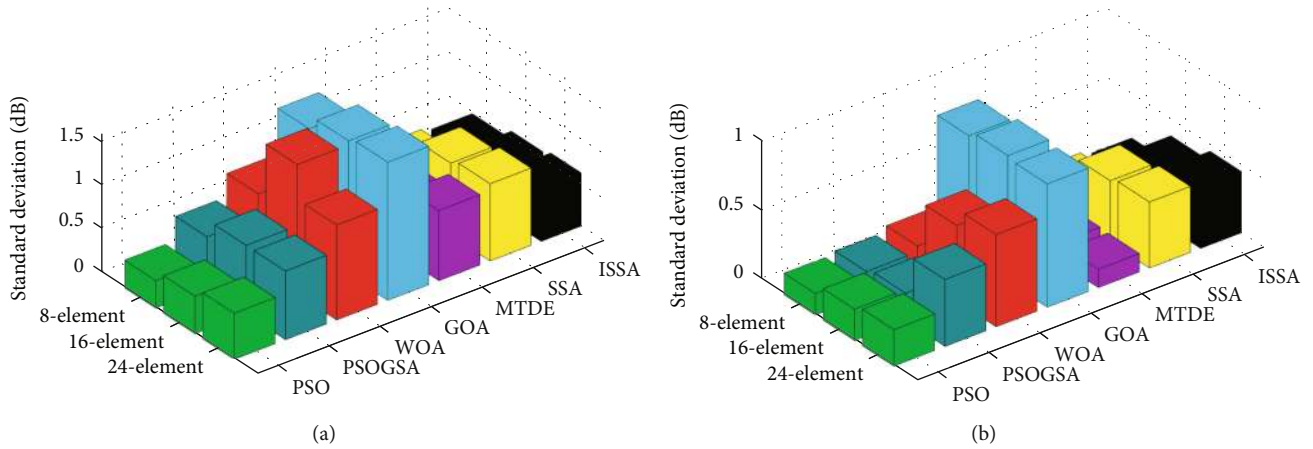 Standard deviation (dB)
1.5
1
0.5
0
8-element
16-element
24-element
PSO
PSOGSA
WOA
GOA
MTDE
SSA
ISSA
(a)
Standard deviation (dB)
1
0.5
0
8-element
16-element
24-element
PSO
PSOGSA
WOA
GOA
MTDE
SSA
ISSA
(b)